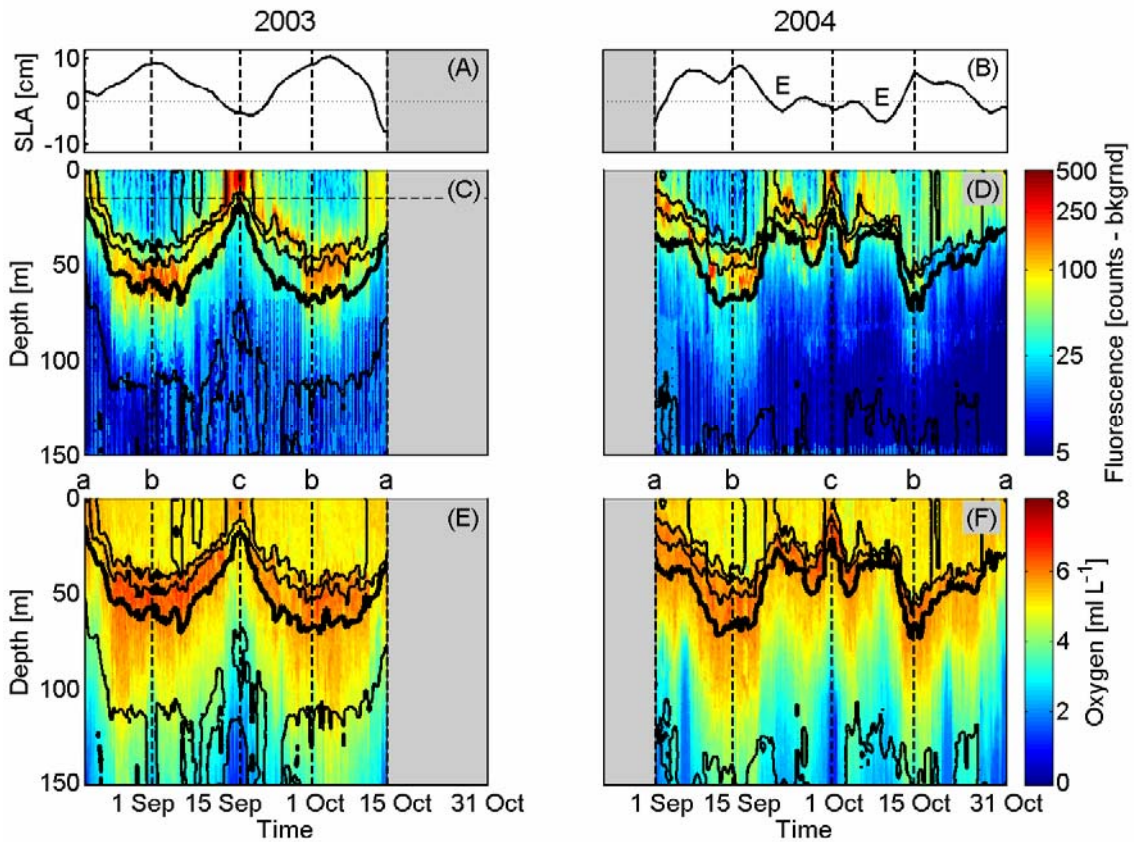 2003 2004
SLA [cm]
10
0
-10
(A)
(B)
E E
Depth [m]
0
50
100
150
(C)
(D)
500
250
100
25
5
Fluorescence [counts - bkgrnd]
a b c b a
a b c b a
Depth [m]
0
50
100
150
(E)
(F)
8
6
4
2
0
Oxygen [ml L⁻¹]
1 Sep 15 Sep 1 Oct 15 Oct 31 Oct
Time
1 Sep 15 Sep 1 Oct 15 Oct 31 Oct
Time